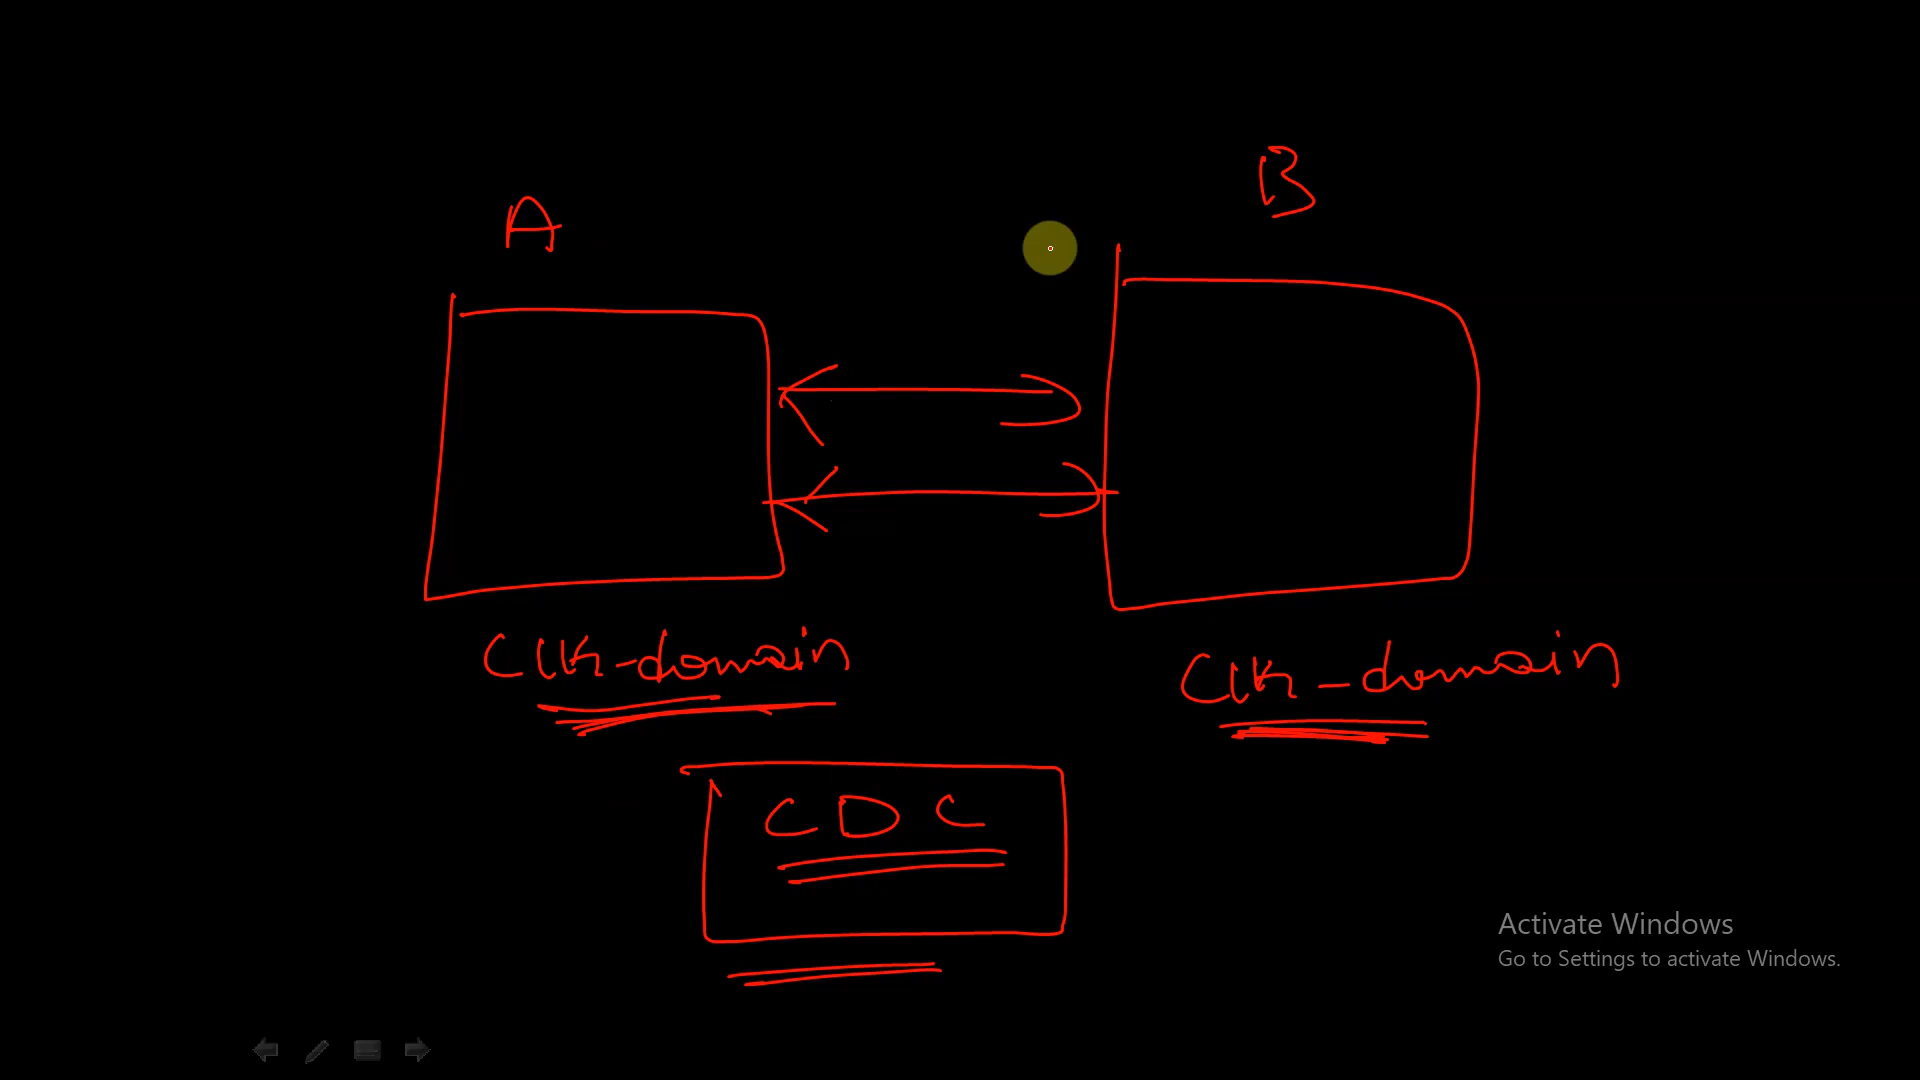 A
B
Clk-domain
Clk-domain
CDC
Activate Windows
Go to Settings to activate Windows.